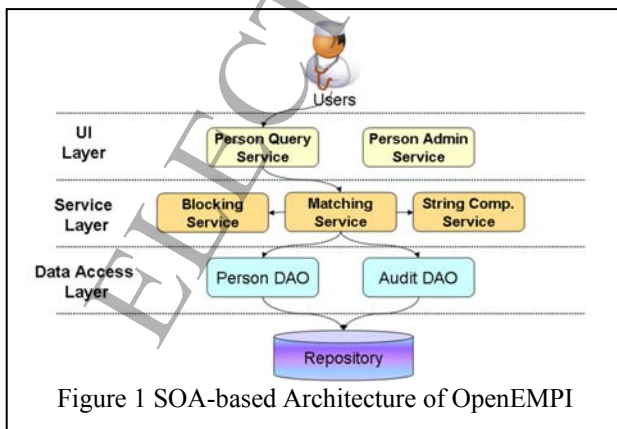 Users
UI
Layer
Person Query
Service
Person Admin
Service
Service
Layer
Blocking
Service
Matching
Service
String Comp.
Service
Data Access
Layer
Person DAO
Audit DAO
Repository
Figure 1 SOA-based Architecture of OpenEMPI
ELECT